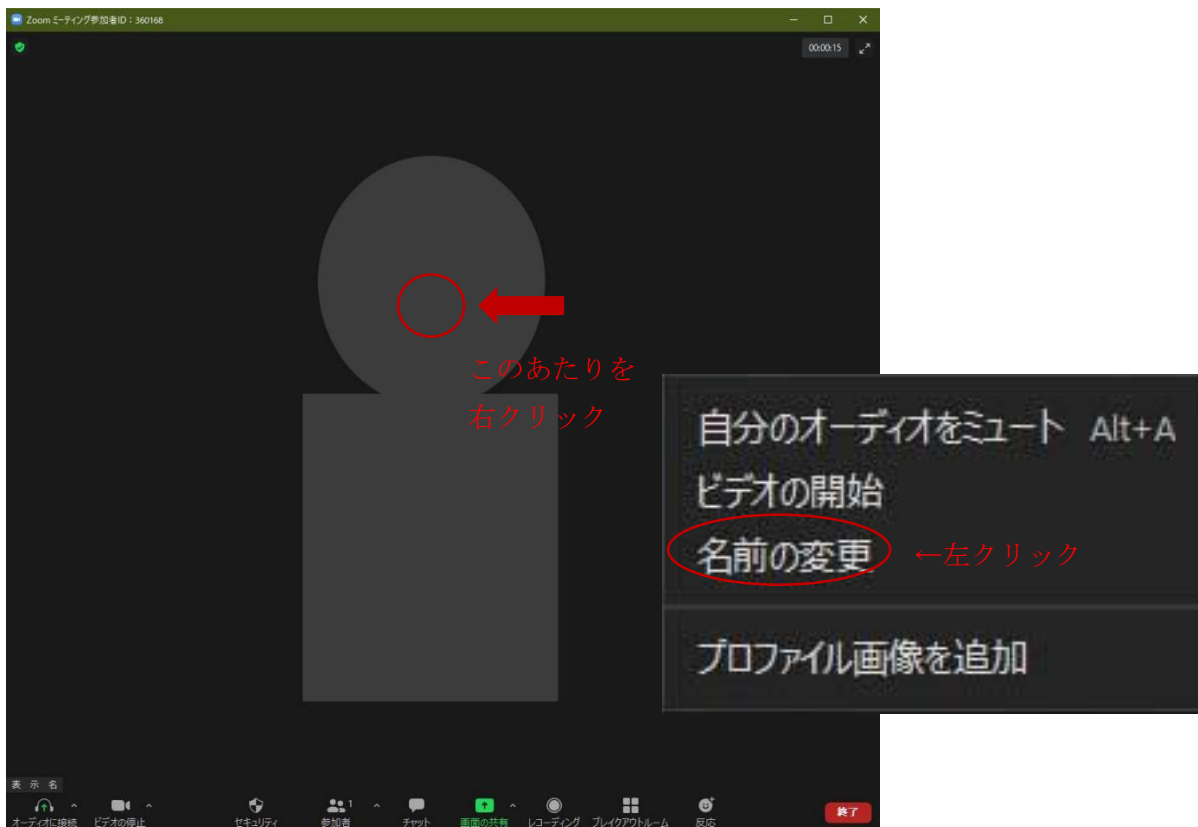 Zoom ミーティング参加者ID：360168
00:00:15
このあたりを
右クリック
自分のオーディオをミュート Alt+A
ビデオの開始
名前の変更 ←左クリック
プロファイル画像を追加
表 示 名
オーディオに接続 ビデオの停止 セキュリティ 参加者 1 チャット 画面の共有 レコーディング ブレイクアウトルーム 反応 終了